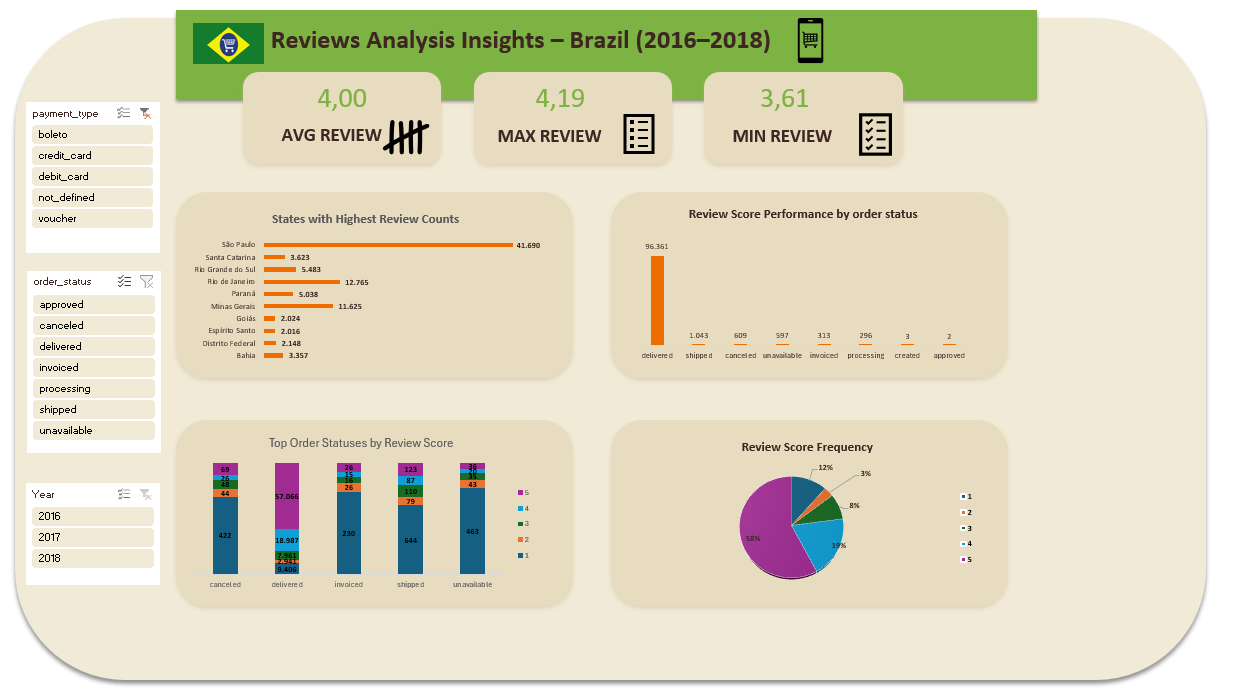 Reviews Analysis Insights – Brazil (2016–2018)
4,00
AVG REVIEW
4,19
MAX REVIEW
3,61
MIN REVIEW
payment_type
boleto
credit_card
debit_card
not_defined
voucher
order_status
approved
canceled
delivered
invoiced
processing
shipped
unavailable
Year
2016
2017
2018
States with Highest Review Counts
São Paulo 41.690
Santa Catarina 3.623
Rio Grande do Sul 5.483
Rio de Janeiro 12.765
Paraná 5.038
Minas Gerais 11.625
Goiás 2.024
Espírito Santo 2.016
Distrito Federal 2.148
Bahia 3.357
Review Score Performance by order status
96.361 1.043 609 597 313 296 3 2
delivered shipped cancelled unavailable invoiced processing created approved
Top Order Statuses by Review Score
69 26 123 36
26 15 87
48 16 110 35
44 26 79 43
422 230 644 463
57.066
18.987
7.961
2.941
9.406
canceled delivered invoiced shipped unavailable
5
4
3
2
1
Review Score Frequency
12%
3%
8%
19%
58%
1
2
3
4
5